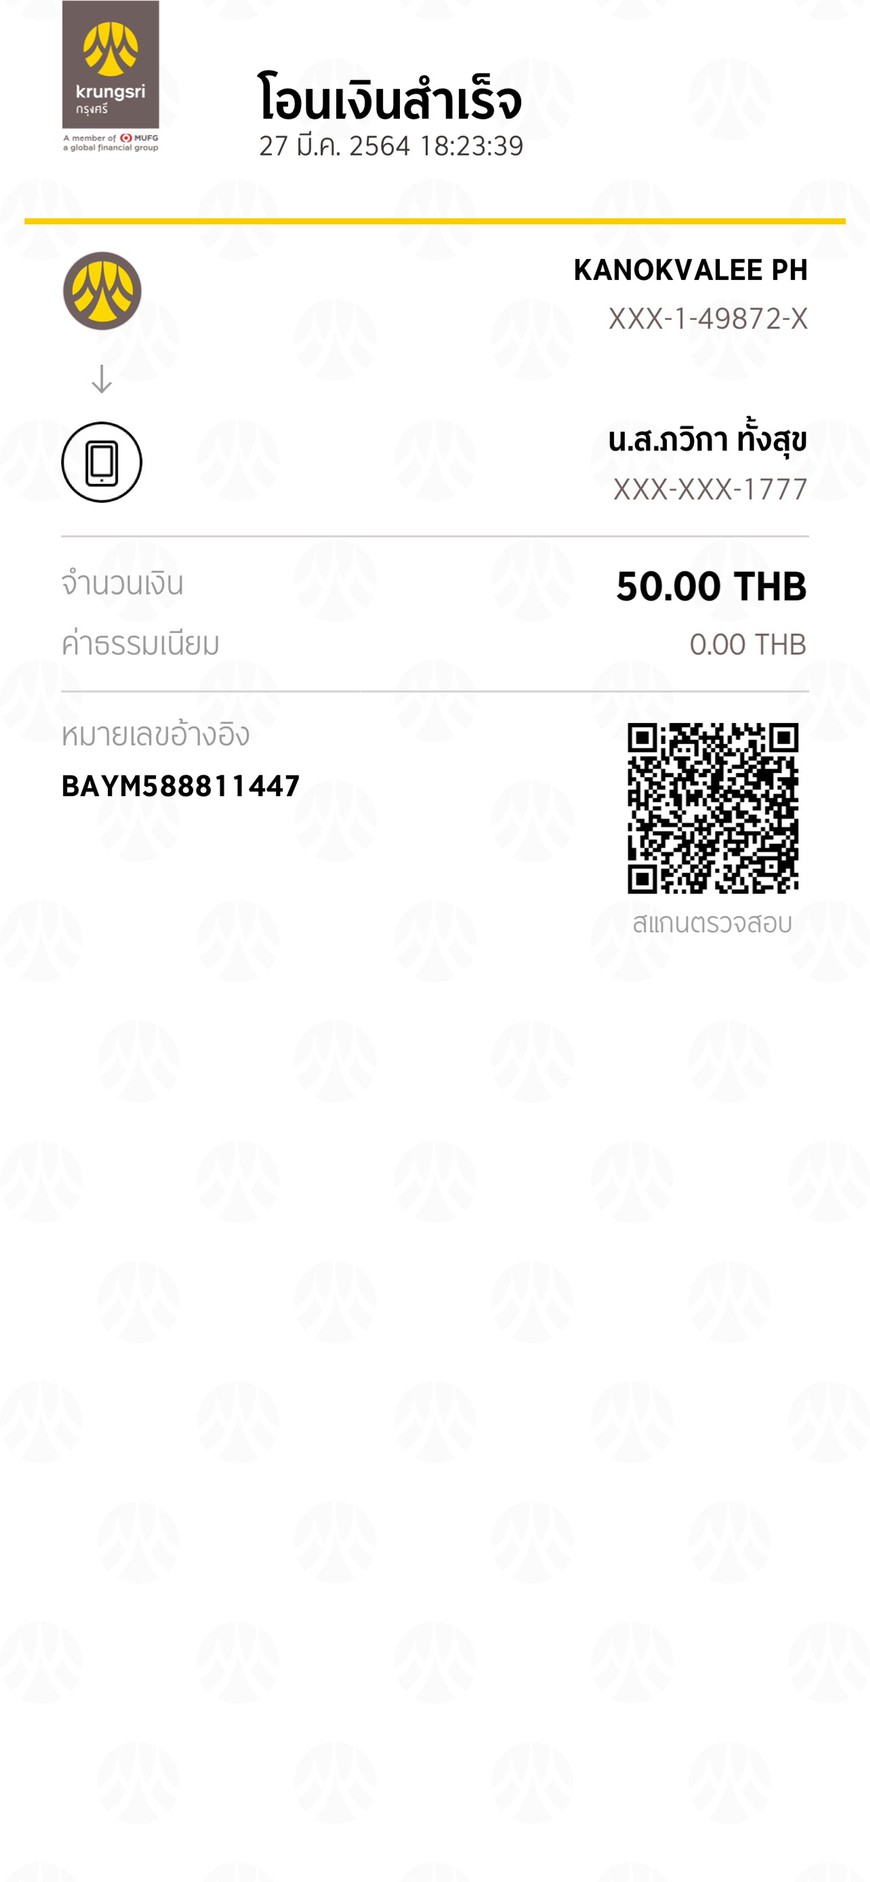 krungsri
กรุงศรี
A member of MUFG
a global financial group
โอนเงินสำเร็จ
27 มี.ค. 2564 18:23:39
KANOKVALEE PH
XXX-1-49872-X
น.ส.ภวิกา ทั้งสุข
XXX-XXX-1777
จำนวนเงิน 50.00 THB
ค่าธรรมเนียม 0.00 THB
หมายเลขอ้างอิง
BAYM588811447
สแกนตรวจสอบ